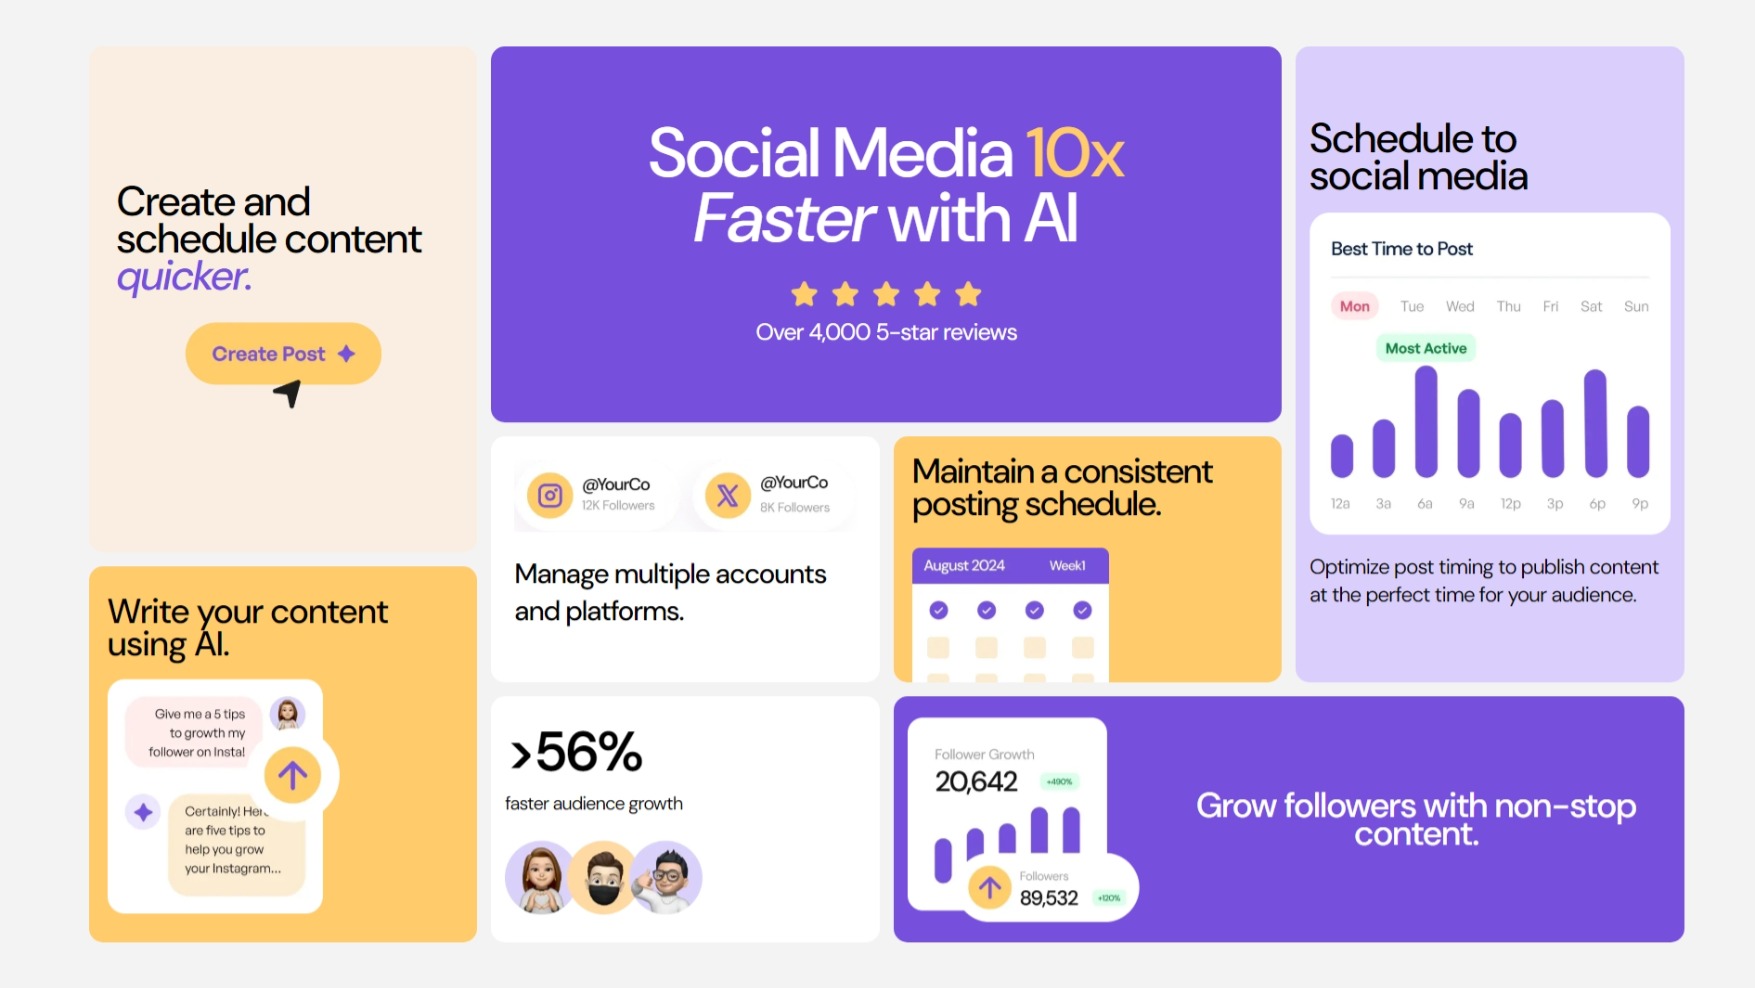 Create and
schedule content
quicker.
Create Post
Social Media 10x
Faster with AI
Over 4,000 5-star reviews
Schedule to
social media
Best Time to Post
Mon Tue Wed Thu Fri Sat Sun
Most Active
12a 3a 6a 9a 12p 3p 6p 9p
Optimize post timing to publish content
at the perfect time for your audience.
@YourCo
12K Followers
@YourCo
8K Followers
Manage multiple accounts
and platforms.
Maintain a consistent
posting schedule.
August 2024 Week1
Write your content
using AI.
Give me a 5 tips
to growth my
follower on Insta!
Certainly! Here
are five tips to
help you grow
your Instagram...
>56%
faster audience growth
Follower Growth
20,642 +490%
Followers
89,532 +120%
Grow followers with non-stop
content.